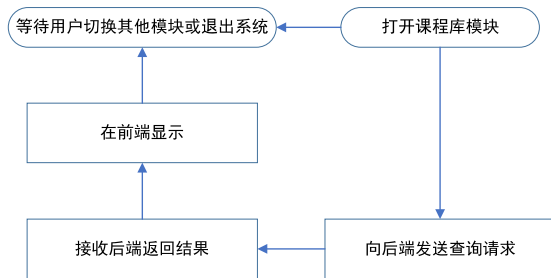 等待用户切换其他模块或退出系统
打开课程库模块
在前端显示
接收后端返回结果
向后端发送查询请求